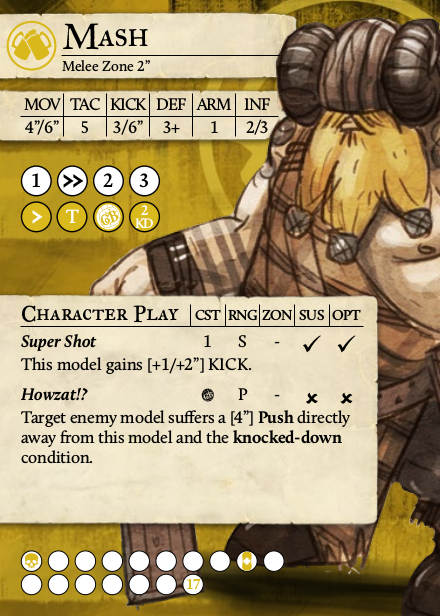 Mash
Melee Zone 2”
MOV TAC KICK DEF ARM INF
4”/6” 5 3/6” 3+ 1 2/3
1 >> 2 3
> T GB 2 KD
Character Play CST RNG ZON SUS OPT
Super Shot 1 S - ✓ ✓
This model gains [+1/+2”] KICK.
Howzat!? GB P - ✗ ✗
Target enemy model suffers a [4”] Push directly
away from this model and the knocked-down
condition.
17